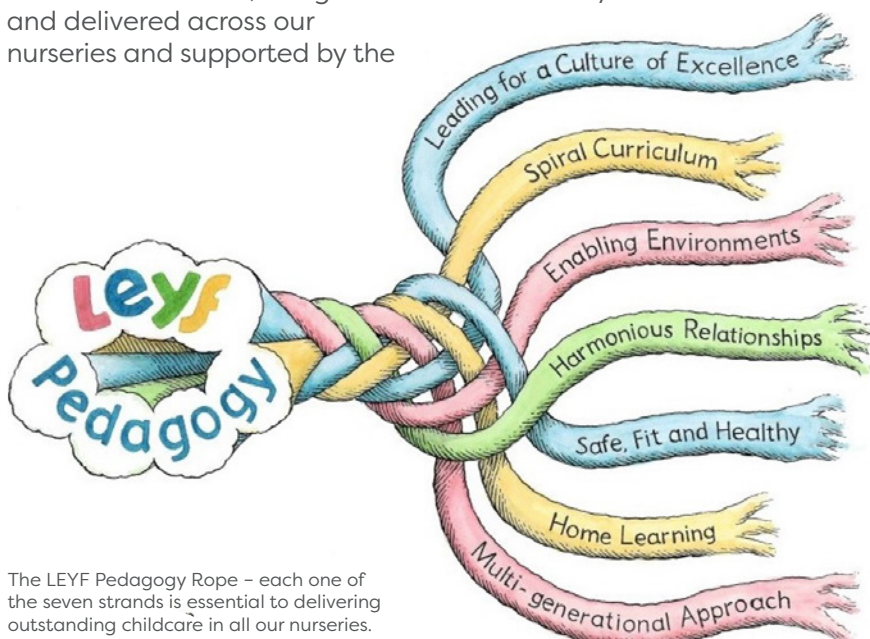 and delivered across our
nurseries and supported by the
Leading for a Culture of Excellence
Spiral Curriculum
Enabling Environments
Leyf
Pedagogy
Harmonious Relationships
Safe, Fit and Healthy
Home Learning
Multi-generational Approach
The LEYF Pedagogy Rope – each one of
the seven strands is essential to delivering
outstanding childcare in all our nurseries.